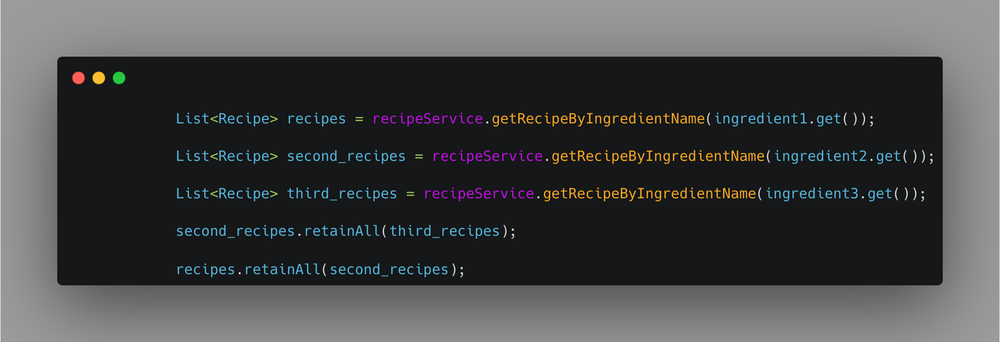 List<Recipe> recipes = recipeService.getRecipeByIngredientName(ingredient1.get());
List<Recipe> second_recipes = recipeService.getRecipeByIngredientName(ingredient2.get());
List<Recipe> third_recipes = recipeService.getRecipeByIngredientName(ingredient3.get());
second_recipes.retainAll(third_recipes);
recipes.retainAll(second_recipes);